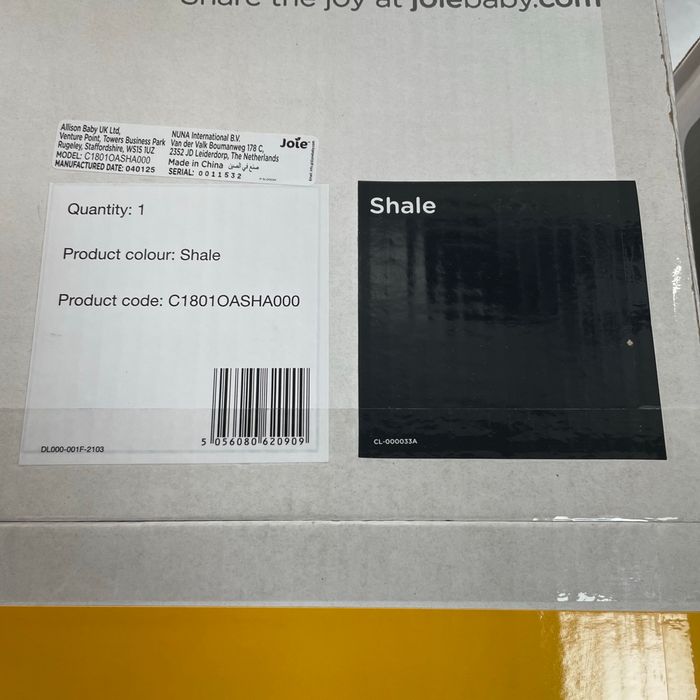 Share the joy at joiebaby.com
Allison Baby UK Ltd,
Venture Point, Towers Business Park
Rugeley, Staffordshire, WS15 1UZ
MODEL: C1801OASHA000
MANUFACTURED DATE: 040125
NUNA International B.V.
Van der Valk Boumanweg 178 C,
2352 JD Leiderdorp, The Netherlands
Made in China صنع في الصين
SERIAL: 0011532
Joie
Quantity: 1
Product colour: Shale
Product code: C1801OASHA000
5 056080 620909
DL000-001F-2103
Shale
CL-000033A